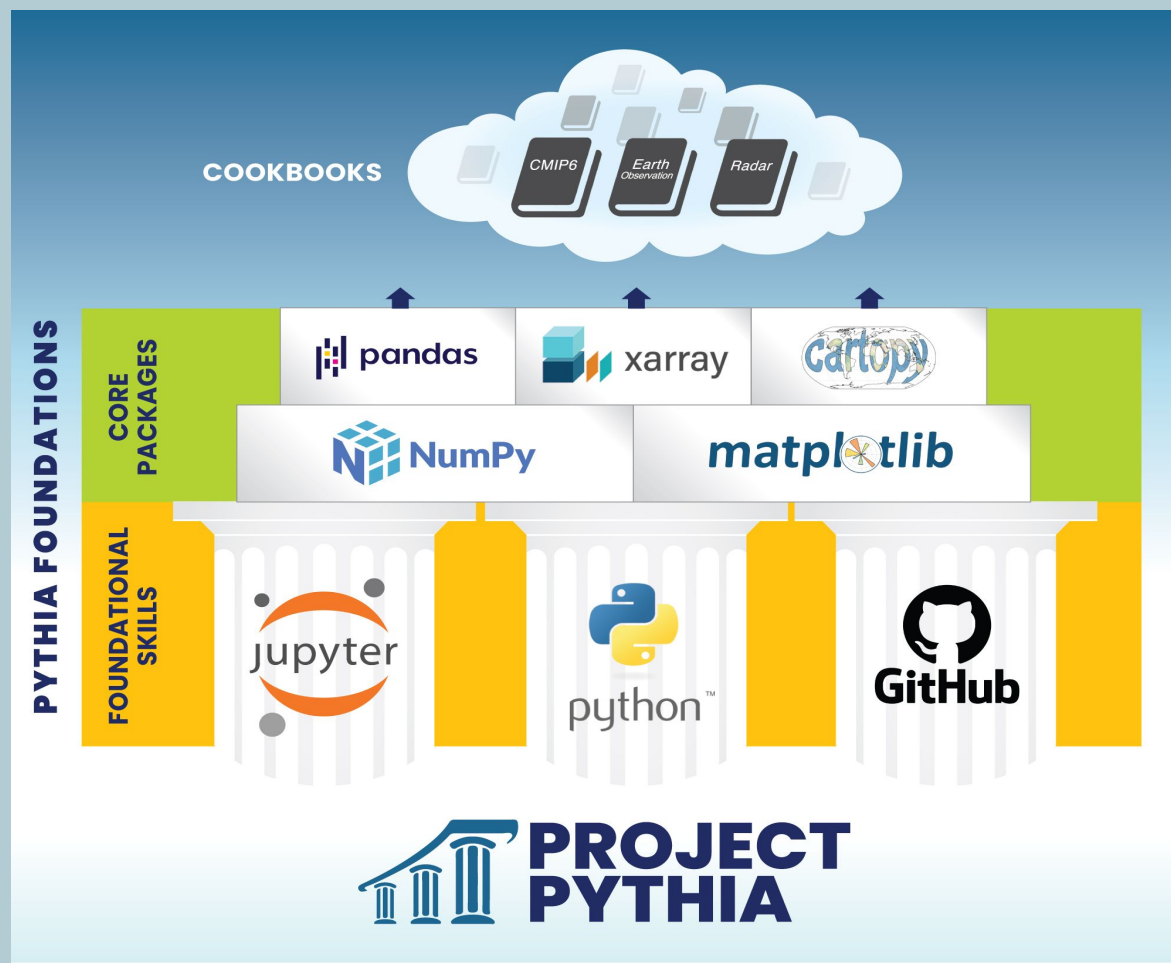 COOKBOOKS
CMIP6
Earth
Observation
Radar
PYTHIA FOUNDATIONS
CORE
PACKAGES
pandas
xarray
cartopy
NumPy
matplotlib
FOUNDATIONAL
SKILLS
jupyter
python™
GitHub
PROJECT
PYTHIA